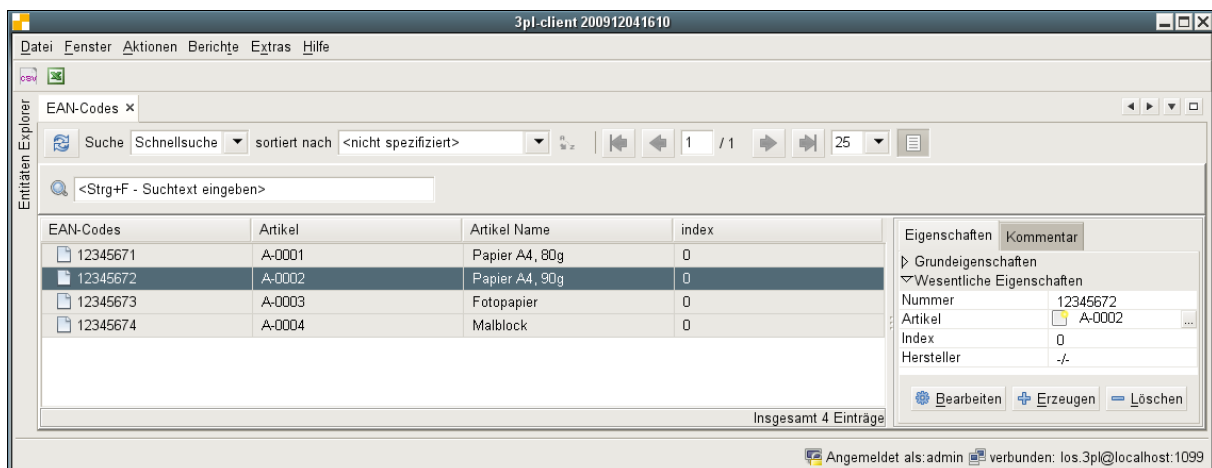 3pl-client 200912041610
Datei Fenster Aktionen Berichte Extras Hilfe
csv
Entitäten Explorer
EAN-Codes
Suche Schnellsuche sortiert nach <nicht spezifiziert> 1 / 1 25
<Strg+F - Suchtext eingeben>
EAN-Codes Artikel Artikel Name index
12345671 A-0001 Papier A4, 80g 0
12345672 A-0002 Papier A4, 90g 0
12345673 A-0003 Fotopapier 0
12345674 A-0004 Malblock 0
Insgesamt 4 Einträge
Eigenschaften Kommentar
Grundeigenschaften
Wesentliche Eigenschaften
Nummer 12345672
Artikel A-0002 ...
Index 0
Hersteller -/-
Bearbeiten Erzeugen Löschen
Angemeldet als:admin verbunden: los.3pl@localhost:1099